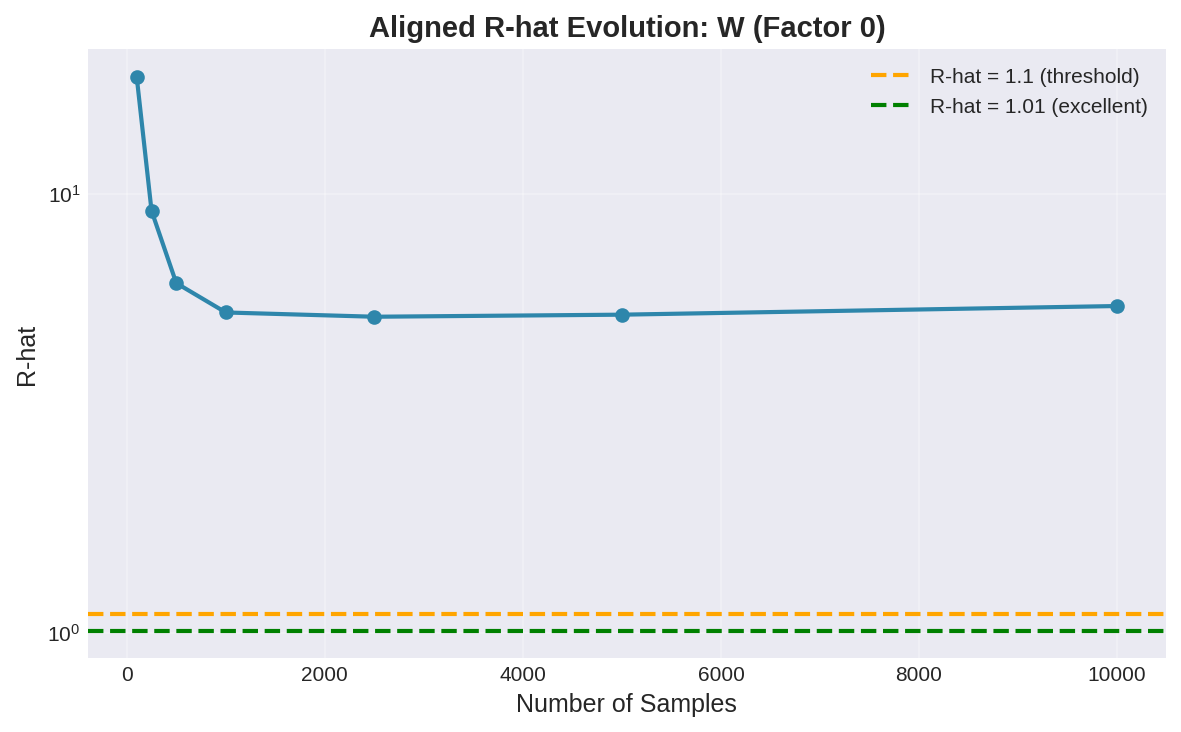 Aligned R-hat Evolution: W (Factor 0)
R-hat = 1.1 (threshold)
R-hat = 1.01 (excellent)
10¹
10⁰
R-hat
0 2000 4000 6000 8000 10000
Number of Samples